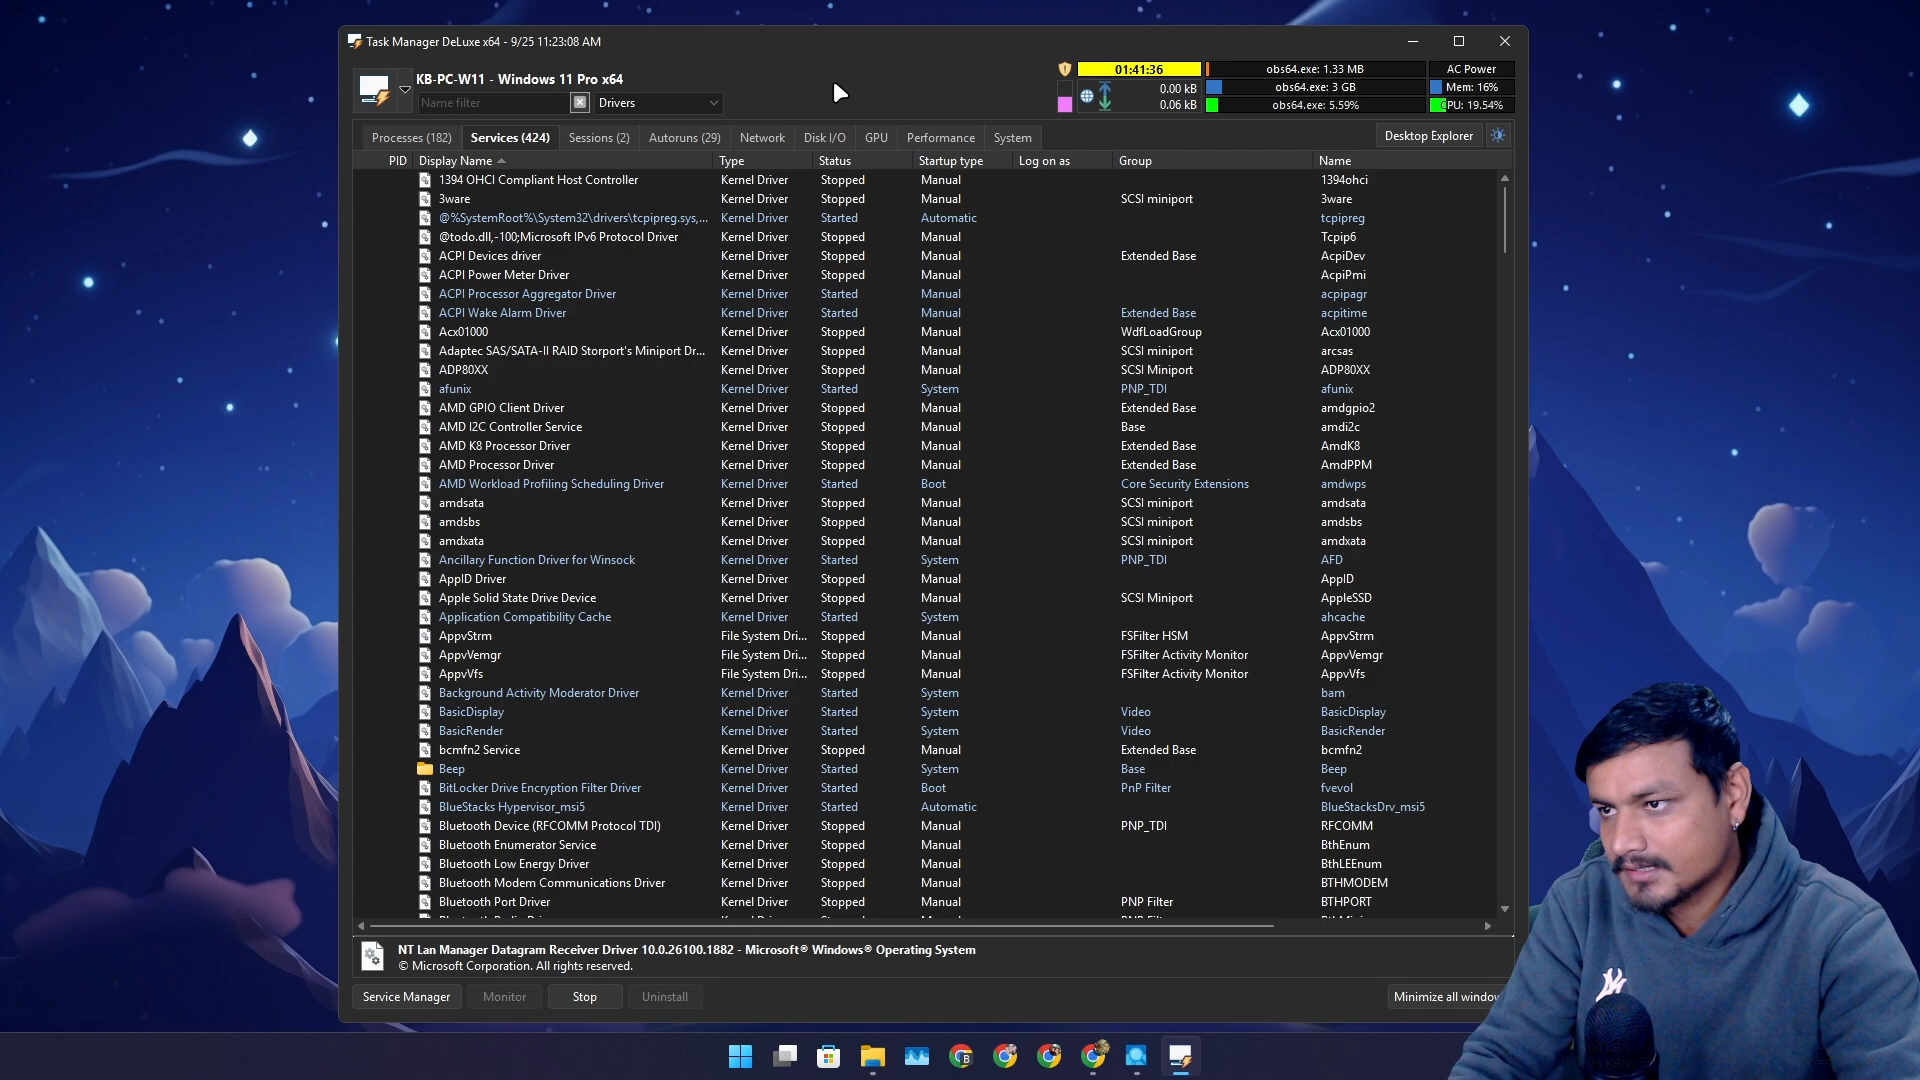 Task Manager DeLuxe x64 - 9/25 11:23:08 AM
KB-PC-W11 - Windows 11 Pro x64
Name filter Drivers
01:41:36 obs64.exe: 1.33 MB AC Power
0.00 kB obs64.exe: 3 GB Mem: 16%
0.06 kB obs64.exe: 5.59% CPU: 19.54%
Processes (182) Services (424) Sessions (2) Autoruns (29) Network Disk I/O GPU Performance System Desktop Explorer
PID Display Name Type Status Startup type Log on as Group Name
1394 OHCI Compliant Host Controller Kernel Driver Stopped Manual 1394ohci
3ware Kernel Driver Stopped Manual SCSI miniport 3ware
@%SystemRoot%\System32\drivers\tcpipreg.sys,... Kernel Driver Started Automatic tcpipreg
@todo.dll,-100;Microsoft IPv6 Protocol Driver Kernel Driver Stopped Manual Tcpip6
ACPI Devices driver Kernel Driver Stopped Manual Extended Base AcpiDev
ACPI Power Meter Driver Kernel Driver Stopped Manual AcpiPmi
ACPI Processor Aggregator Driver Kernel Driver Started Manual acpipagr
ACPI Wake Alarm Driver Kernel Driver Started Manual Extended Base acpitime
Acx01000 Kernel Driver Stopped Manual WdfLoadGroup Acx01000
Adaptec SAS/SATA-II RAID Storport's Miniport Dr... Kernel Driver Stopped Manual SCSI miniport arcsas
ADP80XX Kernel Driver Stopped Manual SCSI Miniport ADP80XX
afunix Kernel Driver Started System PNP_TDI afunix
AMD GPIO Client Driver Kernel Driver Stopped Manual Extended Base amdgpio2
AMD I2C Controller Service Kernel Driver Stopped Manual Base amdi2c
AMD K8 Processor Driver Kernel Driver Stopped Manual Extended Base AmdK8
AMD Processor Driver Kernel Driver Stopped Manual Extended Base AmdPPM
AMD Workload Profiling Scheduling Driver Kernel Driver Started Boot Core Security Extensions amdwps
amdsata Kernel Driver Stopped Manual SCSI miniport amdsata
amdsbs Kernel Driver Stopped Manual SCSI miniport amdsbs
amdxata Kernel Driver Stopped Manual SCSI miniport amdxata
Ancillary Function Driver for Winsock Kernel Driver Started System PNP_TDI AFD
AppID Driver Kernel Driver Stopped Manual AppID
Apple Solid State Drive Device Kernel Driver Stopped Manual SCSI Miniport AppleSSD
Application Compatibility Cache Kernel Driver Started System ahcache
AppvStrm File System Dri... Stopped Manual FSFilter HSM AppvStrm
AppvVemgr File System Dri... Stopped Manual FSFilter Activity Monitor AppvVemgr
AppvVfs File System Dri... Stopped Manual FSFilter Activity Monitor AppvVfs
Background Activity Moderator Driver Kernel Driver Started System bam
BasicDisplay Kernel Driver Started System Video BasicDisplay
BasicRender Kernel Driver Started System Video BasicRender
bcmfn2 Service Kernel Driver Stopped Manual Extended Base bcmfn2
Beep Kernel Driver Started System Base Beep
BitLocker Drive Encryption Filter Driver Kernel Driver Started Boot PnP Filter fvevol
BlueStacks Hypervisor_msi5 Kernel Driver Started Automatic BlueStacksDrv_msi5
Bluetooth Device (RFCOMM Protocol TDI) Kernel Driver Stopped Manual PNP_TDI RFCOMM
Bluetooth Enumerator Service Kernel Driver Stopped Manual BthEnum
Bluetooth Low Energy Driver Kernel Driver Stopped Manual BthLEEnum
Bluetooth Modem Communications Driver Kernel Driver Stopped Manual BTHMODEM
Bluetooth Port Driver Kernel Driver Stopped Manual PNP Filter BTHPORT
NT Lan Manager Datagram Receiver Driver 10.0.26100.1882 - Microsoft® Windows® Operating System
© Microsoft Corporation. All rights reserved.
Service Manager Monitor Stop Uninstall Minimize all window